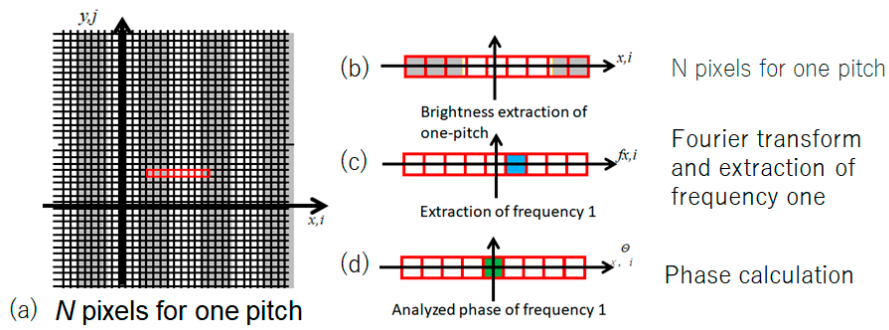 y,j
x,i
(a) N pixels for one pitch
(b)
x,i
N pixels for one pitch
Brightness extraction of
one-pitch
(c)
fx,i
Fourier transform
and extraction of
frequency one
Extraction of frequency 1
(d)
Θ
x, i
Phase calculation
Analyzed phase of frequency 1